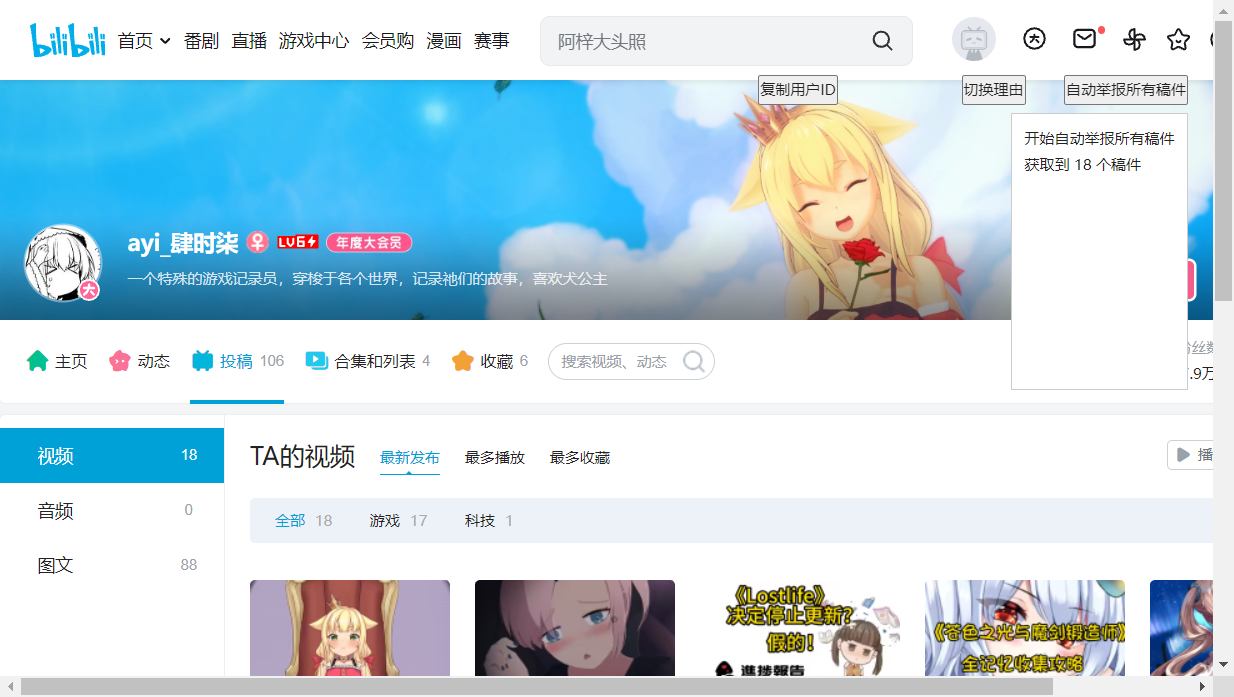 bilibili 首页 番剧 直播 游戏中心 会员购 漫画 赛事 阿梓大头照
复制用户ID 切换理由 自动举报所有稿件
开始自动举报所有稿件
获取到 18 个稿件
ayi_肆时柒 LV6 年度大会员
一个特殊的游戏记录员，穿梭于各个世界，记录祂们的故事，喜欢犬公主
大
主页 动态 投稿 106 合集和列表 4 收藏 6 搜索视频、动态
丝数
.9万
视频 18
音频 0
图文 88
TA的视频 最新发布 最多播放 最多收藏 播
全部 18 游戏 17 科技 1
《Lostlife》
决定停止更新？
假的！
進捗報告
《苍色之光与魔剑锻造师》
全记忆收集攻略